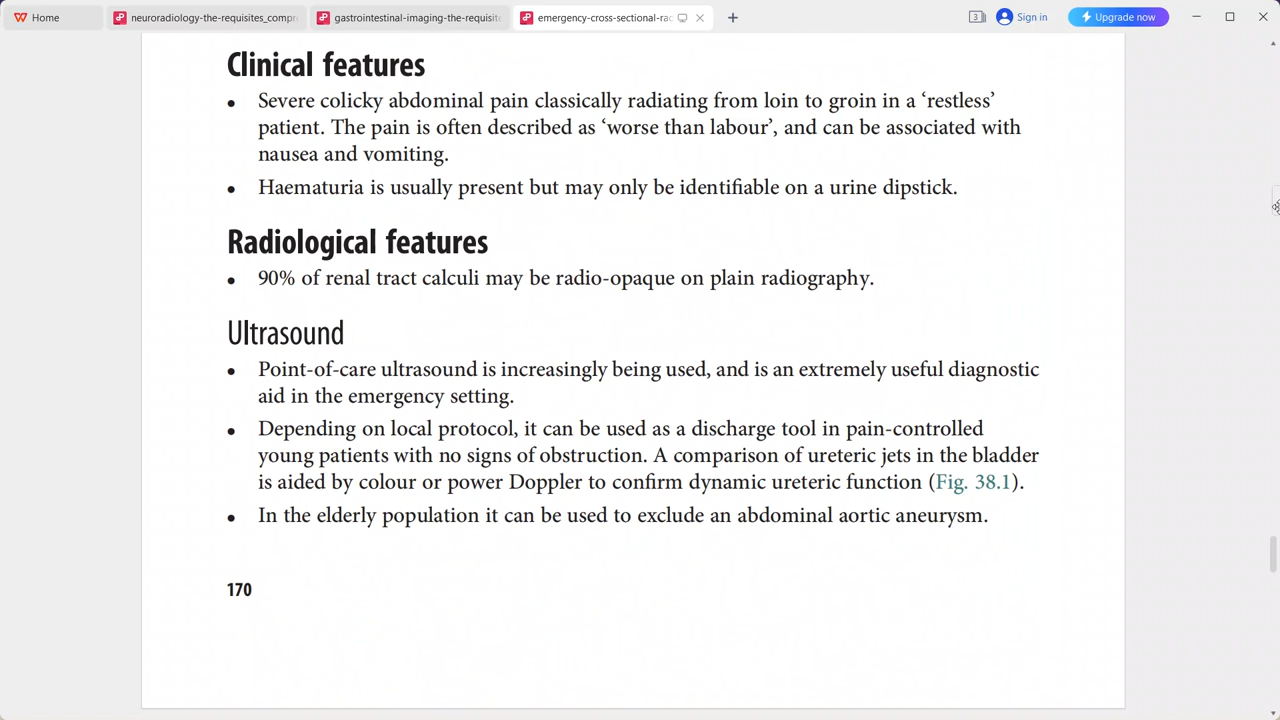 Home
neuroradiology-the-requisites_compr
gastrointestinal-imaging-the-requisite
emergency-cross-sectional-rad
3
Sign in
Upgrade now
Clinical features
• Severe colicky abdominal pain classically radiating from loin to groin in a ‘restless’
patient. The pain is often described as ‘worse than labour’, and can be associated with
nausea and vomiting.
• Haematuria is usually present but may only be identifiable on a urine dipstick.
Radiological features
• 90% of renal tract calculi may be radio-opaque on plain radiography.
Ultrasound
• Point-of-care ultrasound is increasingly being used, and is an extremely useful diagnostic
aid in the emergency setting.
• Depending on local protocol, it can be used as a discharge tool in pain-controlled
young patients with no signs of obstruction. A comparison of ureteric jets in the bladder
is aided by colour or power Doppler to confirm dynamic ureteric function (Fig. 38.1).
• In the elderly population it can be used to exclude an abdominal aortic aneurysm.
170